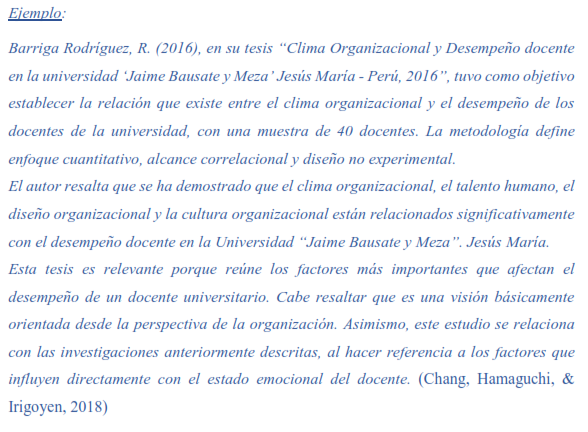 Ejemplo:
Barriga Rodríguez, R. (2016), en su tesis “Clima Organizacional y Desempeño docente
en la universidad ‘Jaime Bausate y Meza’ Jesús María - Perú, 2016”, tuvo como objetivo
establecer la relación que existe entre el clima organizacional y el desempeño de los
docentes de la universidad, con una muestra de 40 docentes. La metodología define
enfoque cuantitativo, alcance correlacional y diseño no experimental.
El autor resalta que se ha demostrado que el clima organizacional, el talento humano, el
diseño organizacional y la cultura organizacional están relacionados significativamente
con el desempeño docente en la Universidad “Jaime Bausate y Meza”. Jesús María.
Esta tesis es relevante porque reúne los factores más importantes que afectan el
desempeño de un docente universitario. Cabe resaltar que es una visión básicamente
orientada desde la perspectiva de la organización. Asimismo, este estudio se relaciona
con las investigaciones anteriormente descritas, al hacer referencia a los factores que
influyen directamente con el estado emocional del docente. (Chang, Hamaguchi, &
Irigoyen, 2018)